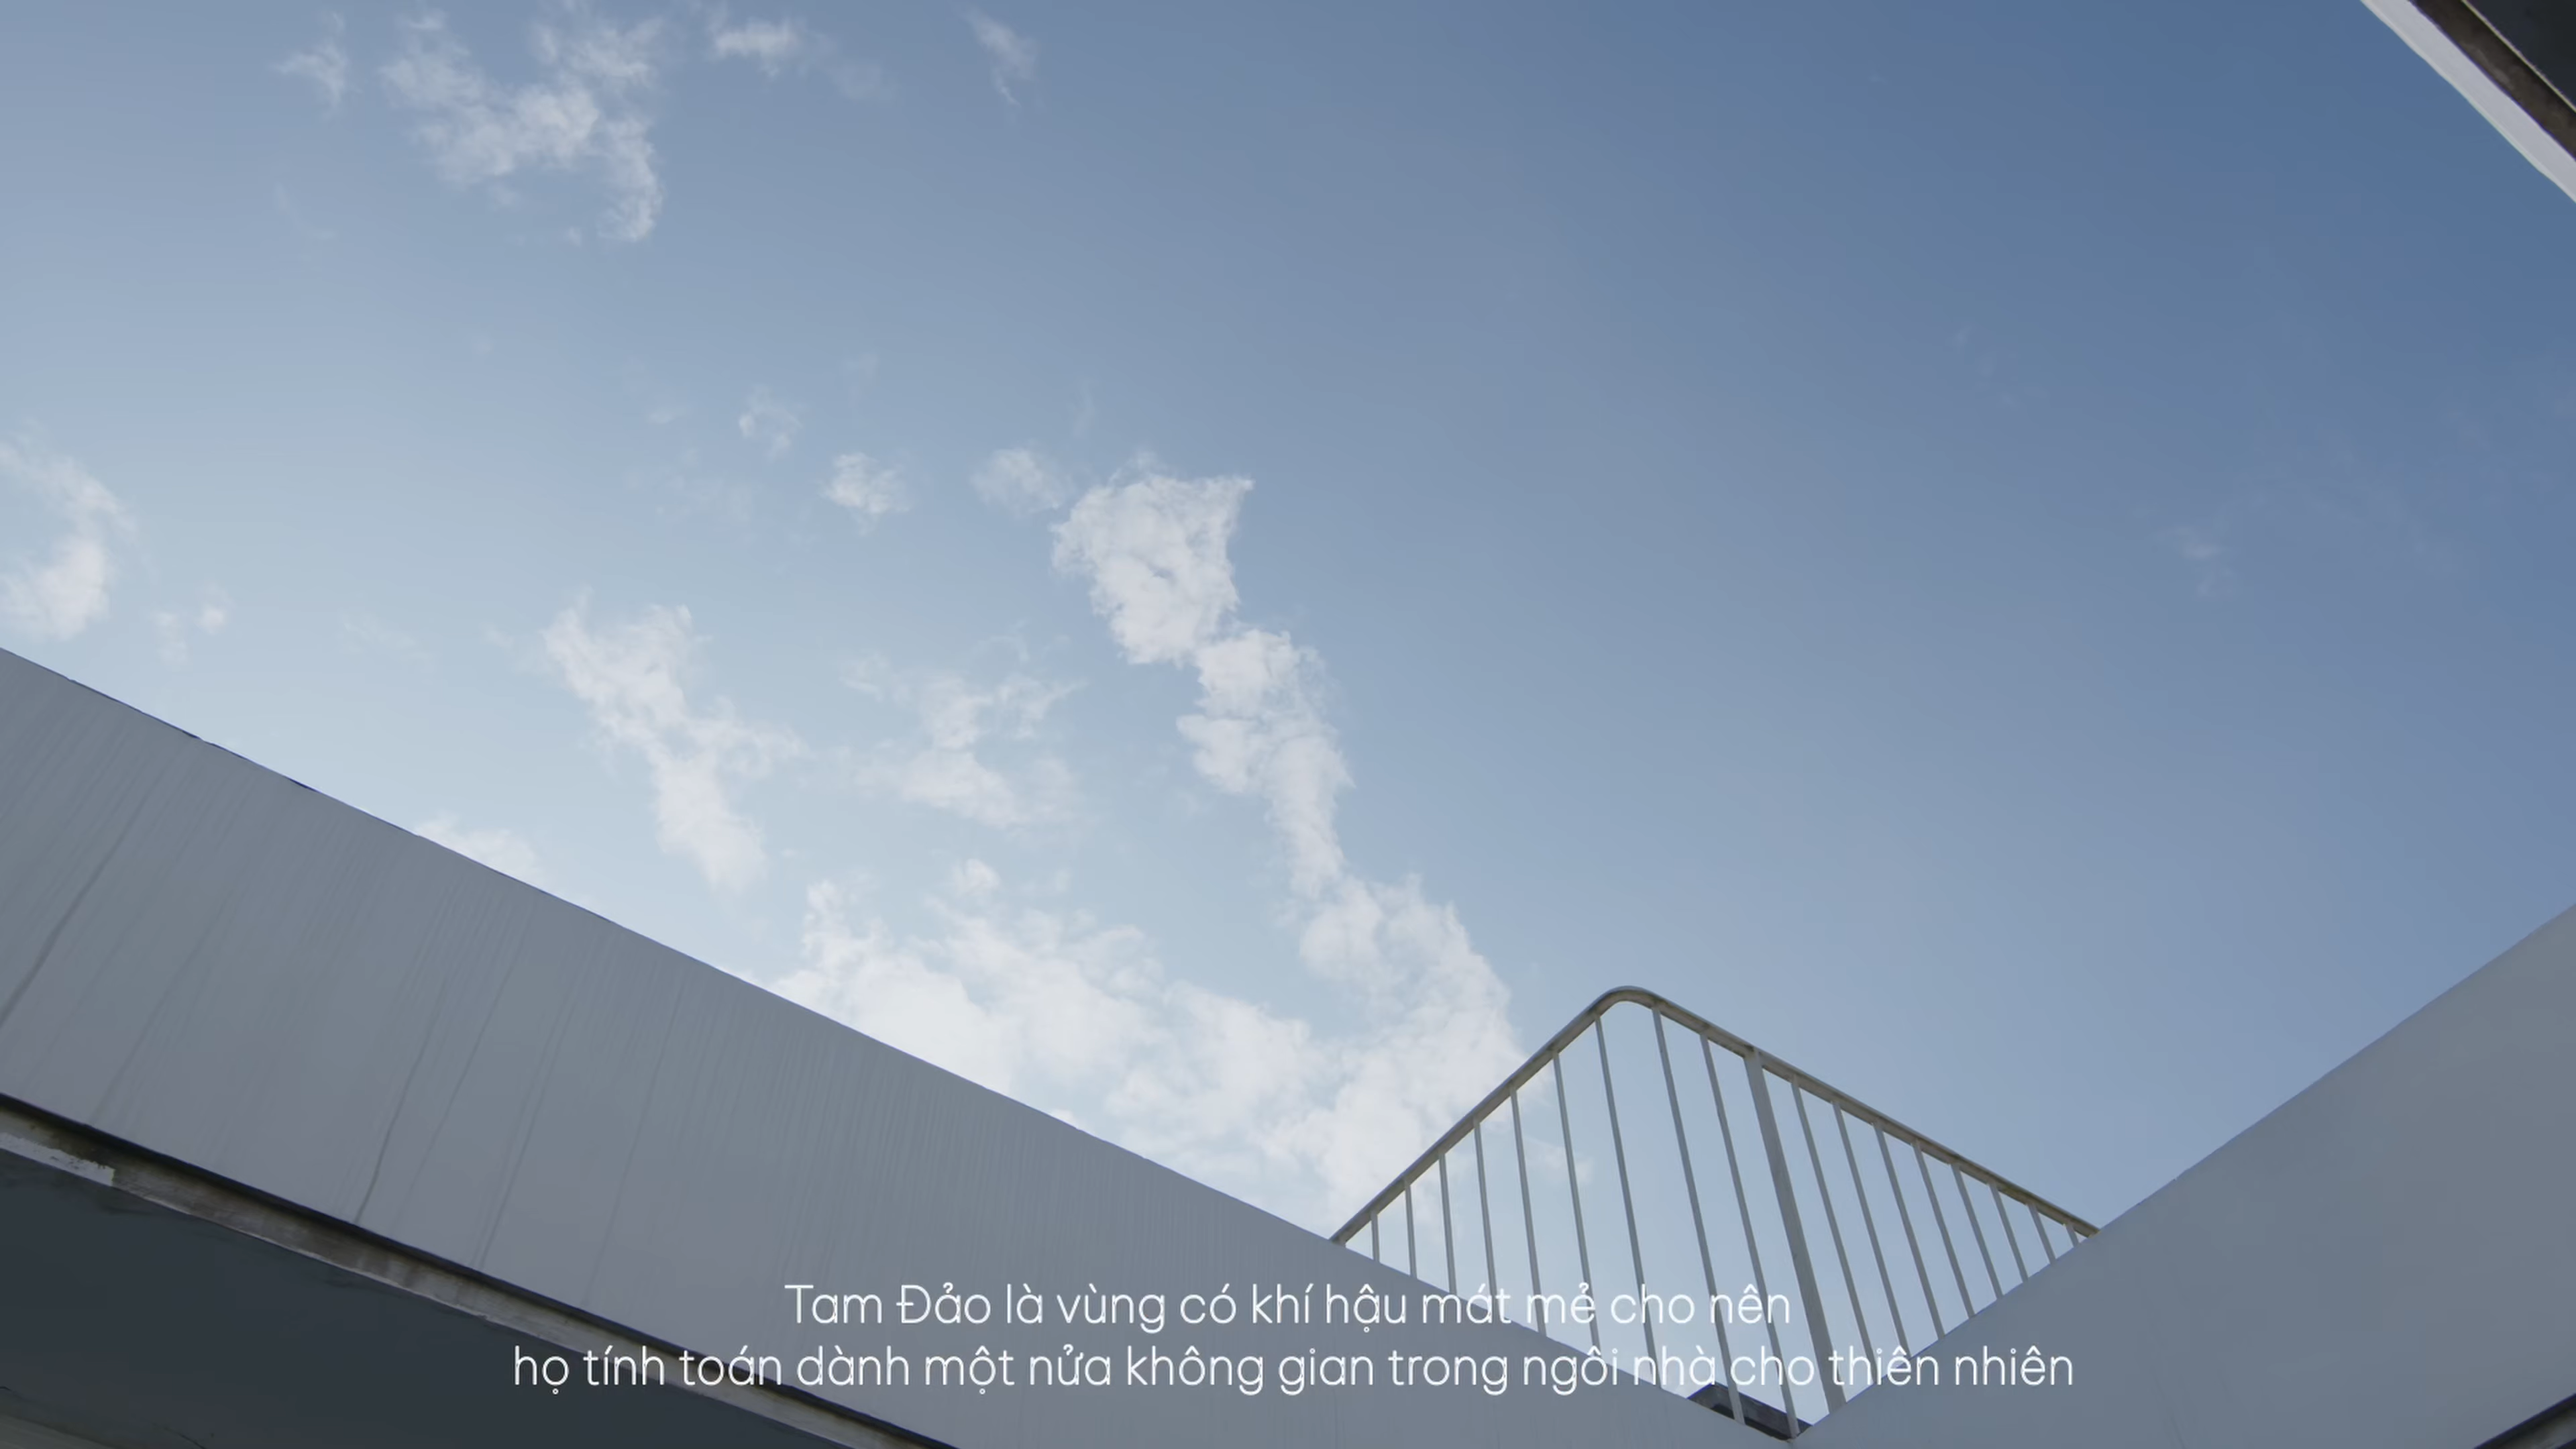 Tam Đảo là vùng có khí hậu mát mẻ cho nên
họ tính toán dành một nửa không gian trong ngôi nhà cho thiên nhiên